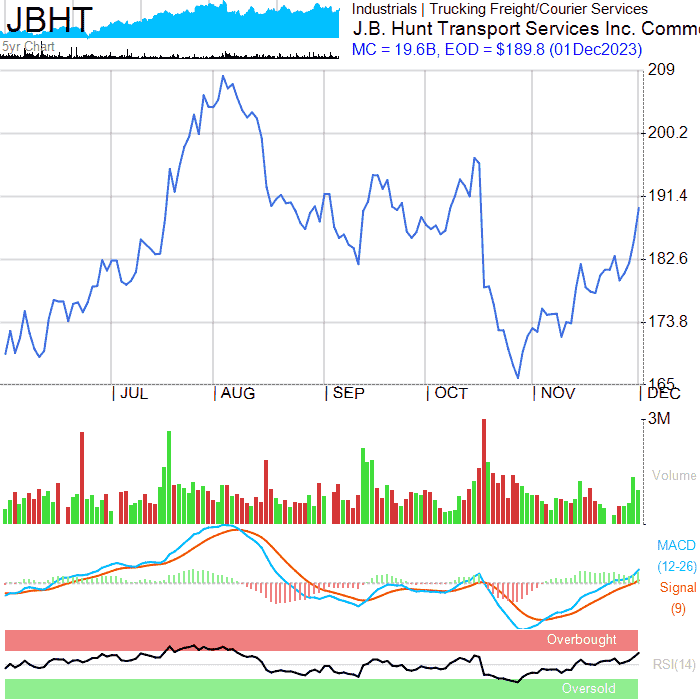 JBHT
5yr Chart
Industrials | Trucking Freight/Courier Services
J.B. Hunt Transport Services Inc. Comm
MC = 19.6B, EOD = $189.8 (01Dec2023)
209
200.2
191.4
182.6
173.8
165
JUL AUG SEP OCT NOV DEC
3M
Volume
MACD
(12-26)
Signal
(9)
Overbought
RSI(14)
Oversold